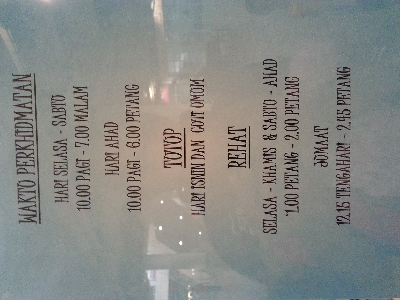 WAKTU PERKHIDMATAN
HARI SELASA - SABTU
10.00 PAGI - 7.00 MALAM
HARI AHAD
10.00 PAGI - 6.00 PETANG
TUTUP
HARI ISNIN DAN CUTI UMUM
REHAT
SELASA - KHAMIS & SABTU - AHAD
1.00 PETANG - 2.00 PETANG
JUMAAT
12.15 TENGAHARI - 2.45 PETANG